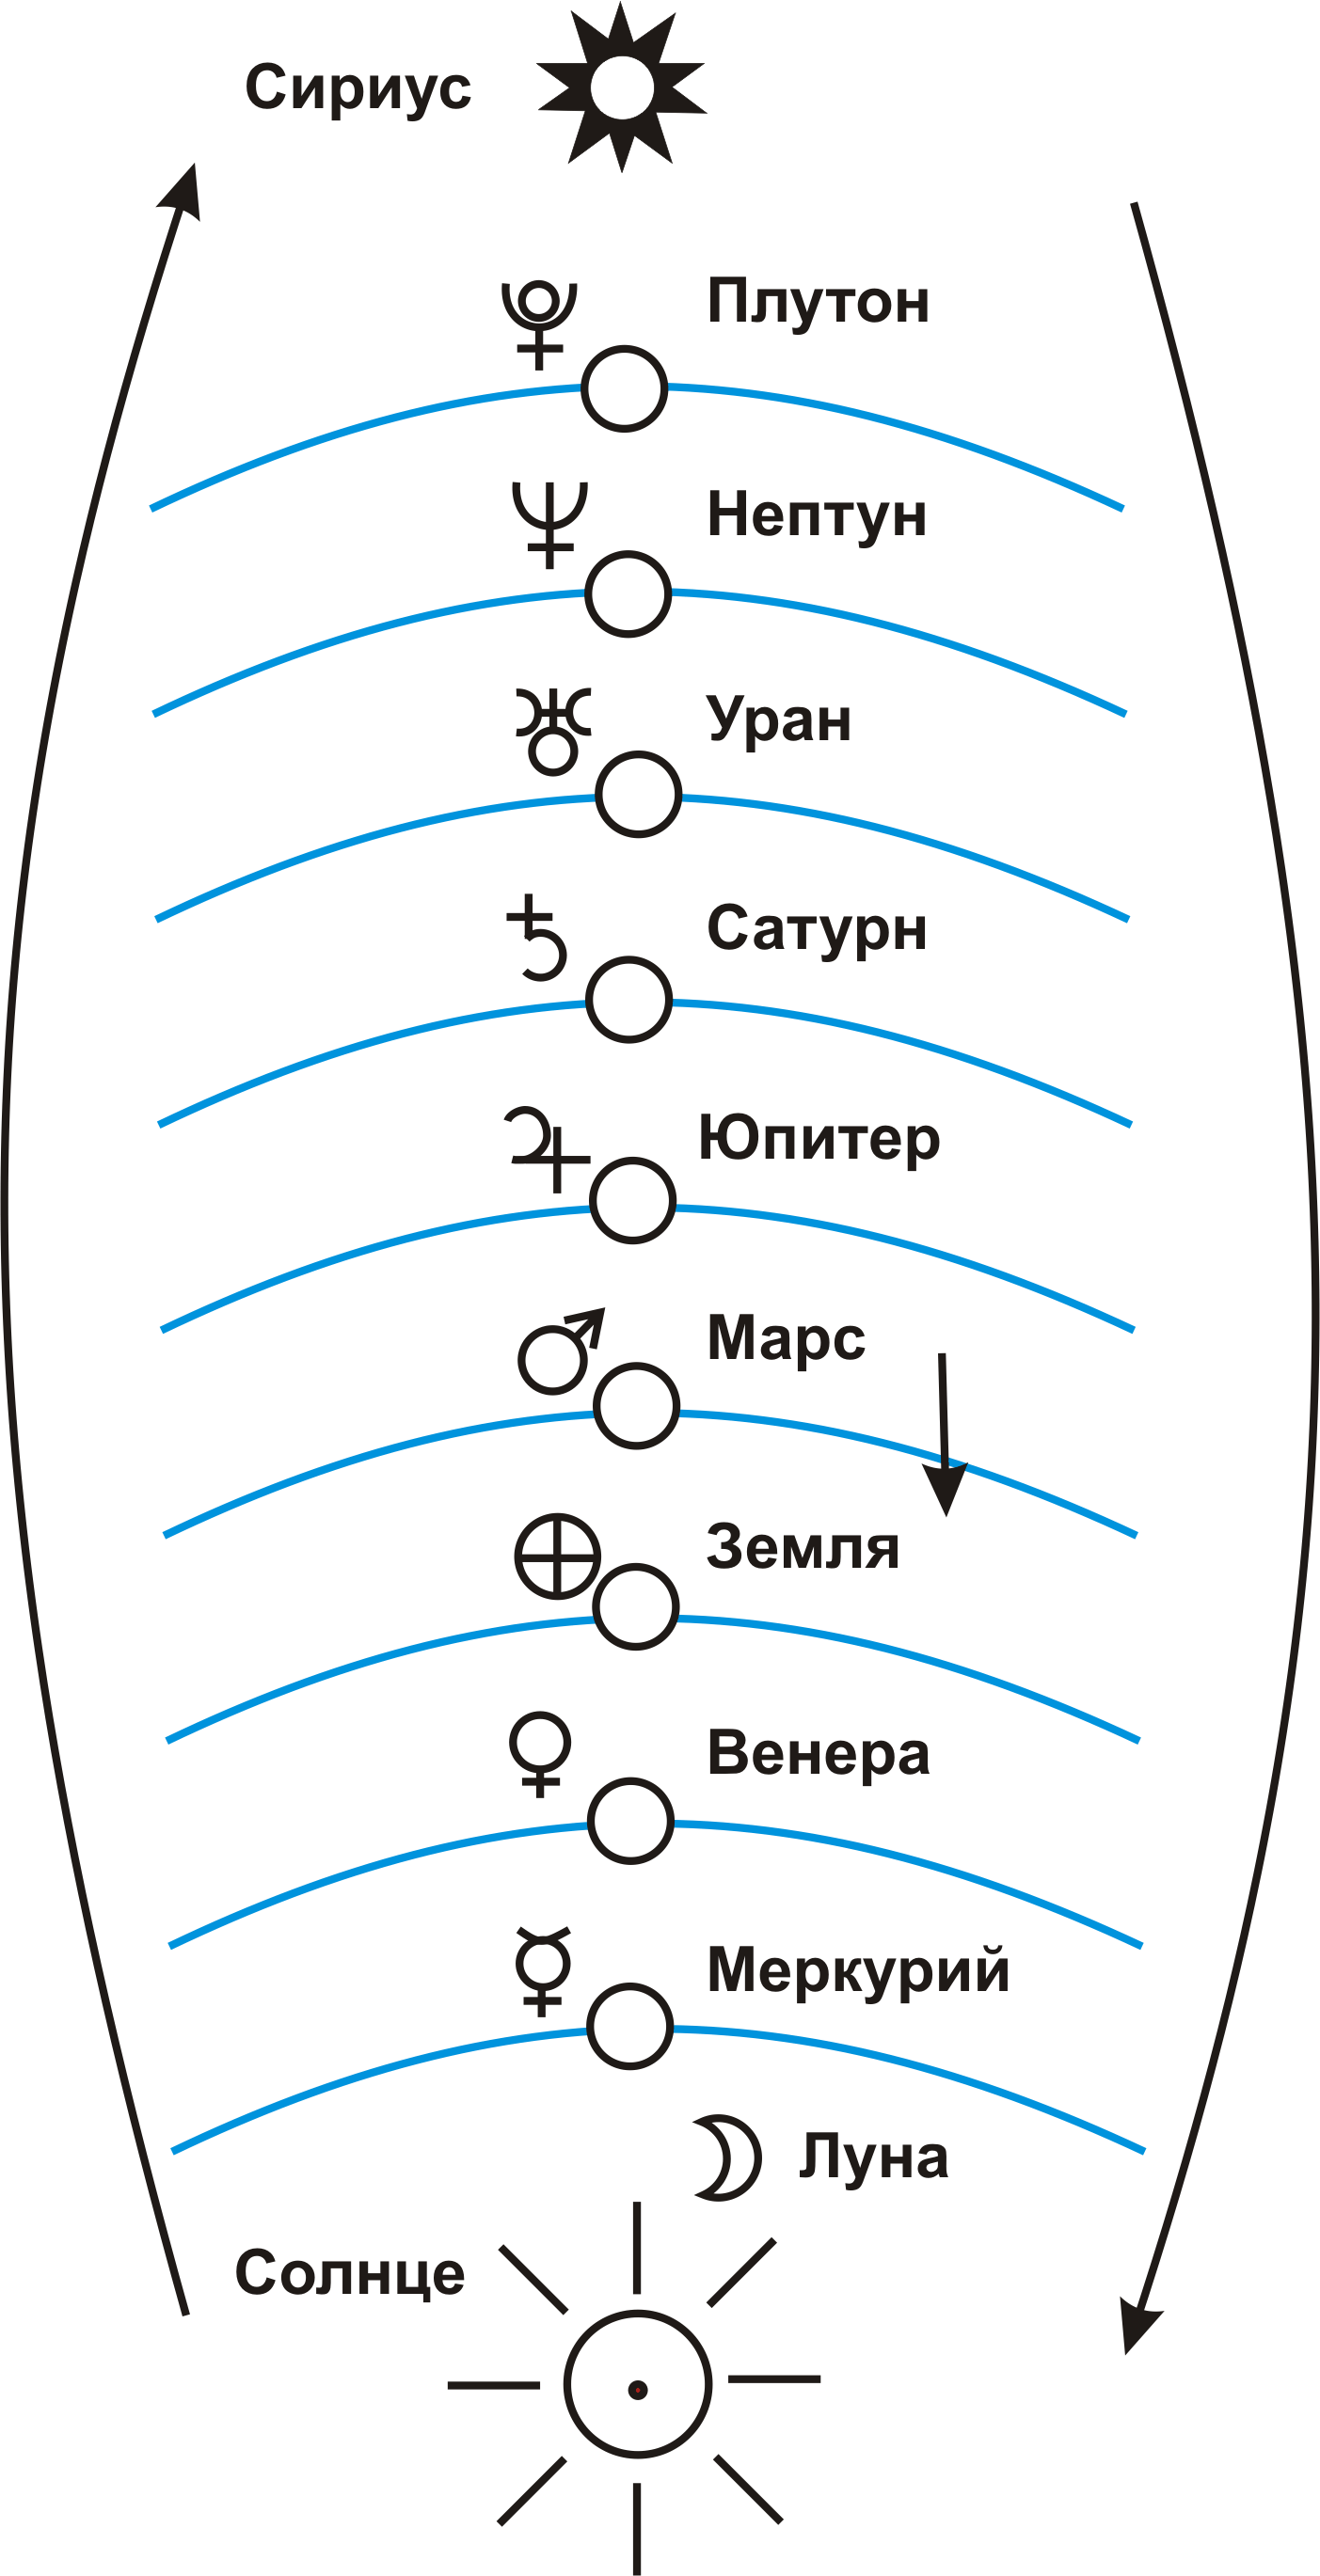 Сириус
Плутон
Нептун
Уран
Сатурн
Юпитер
Марс
Земля
Венера
Меркурий
Луна
Солнце